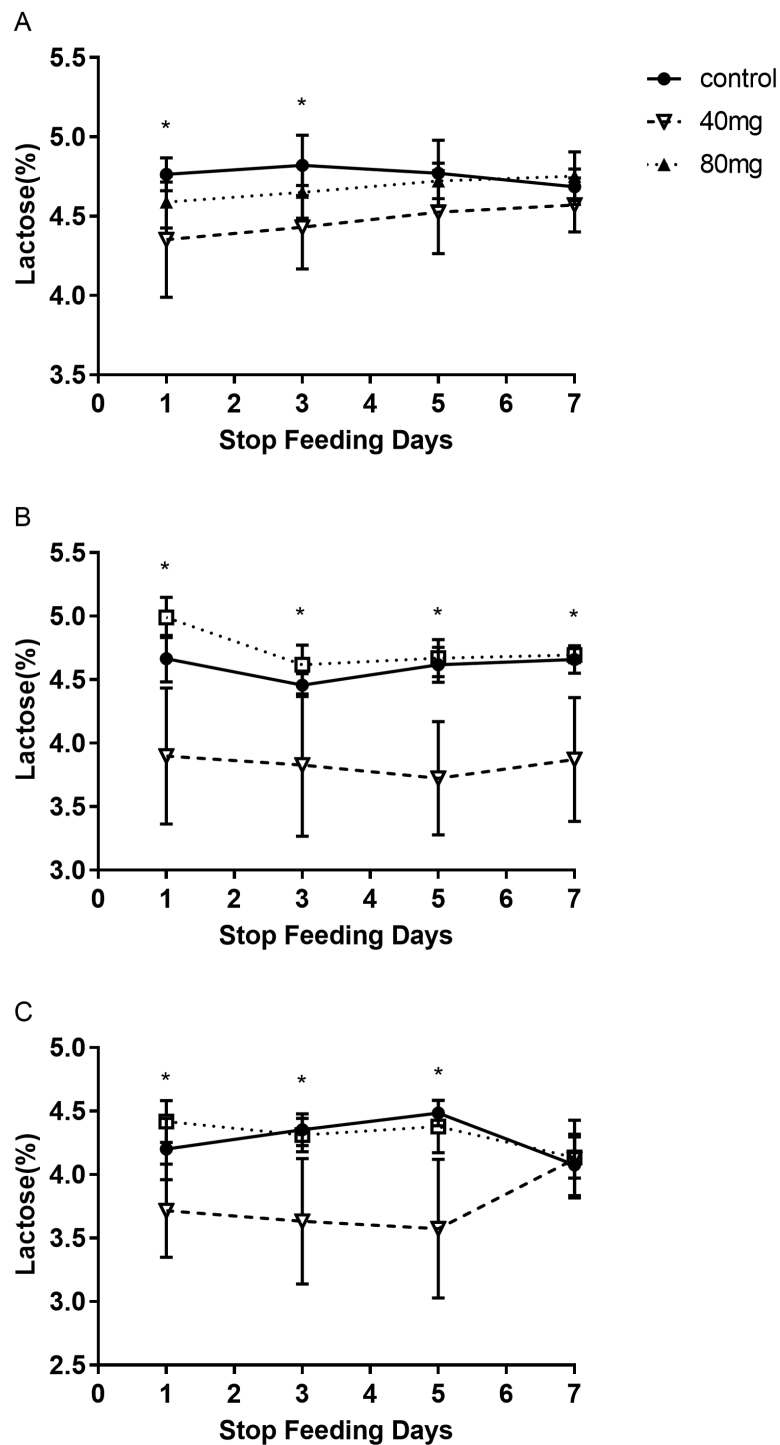 A
control
40mg
80mg
* *
5.5
5.0
4.5
4.0
3.5
Lactose(%)
0 1 2 3 4 5 6 7
Stop Feeding Days
B
* * * *
5.5
5.0
4.5
4.0
3.5
3.0
Lactose(%)
0 1 2 3 4 5 6 7
Stop Feeding Days
C
* * *
5.0
4.5
4.0
3.5
3.0
2.5
Lactose(%)
0 1 2 3 4 5 6 7
Stop Feeding Days